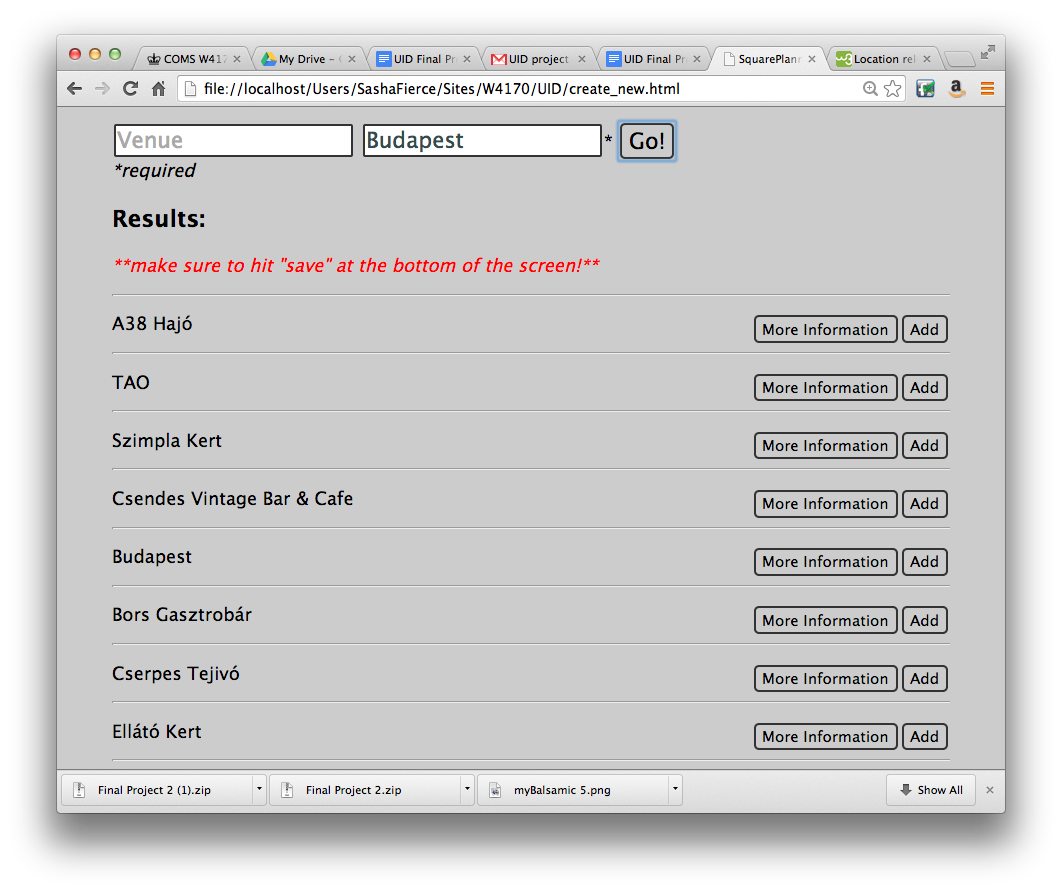 COMS W417 My Drive – UID Final Pr UID project UID Final Pr SquarePlann Location rel
file://localhost/Users/SashaFierce/Sites/W4170/UID/create_new.html
Venue Budapest * Go!
*required
Results:
**make sure to hit "save" at the bottom of the screen!**
A38 Hajó More Information Add
TAO More Information Add
Szimpla Kert More Information Add
Csendes Vintage Bar & Cafe More Information Add
Budapest More Information Add
Bors Gasztrobár More Information Add
Cserpes Tejivó More Information Add
Ellátó Kert More Information Add
Final Project 2 (1).zip Final Project 2.zip myBalsamic 5.png Show All